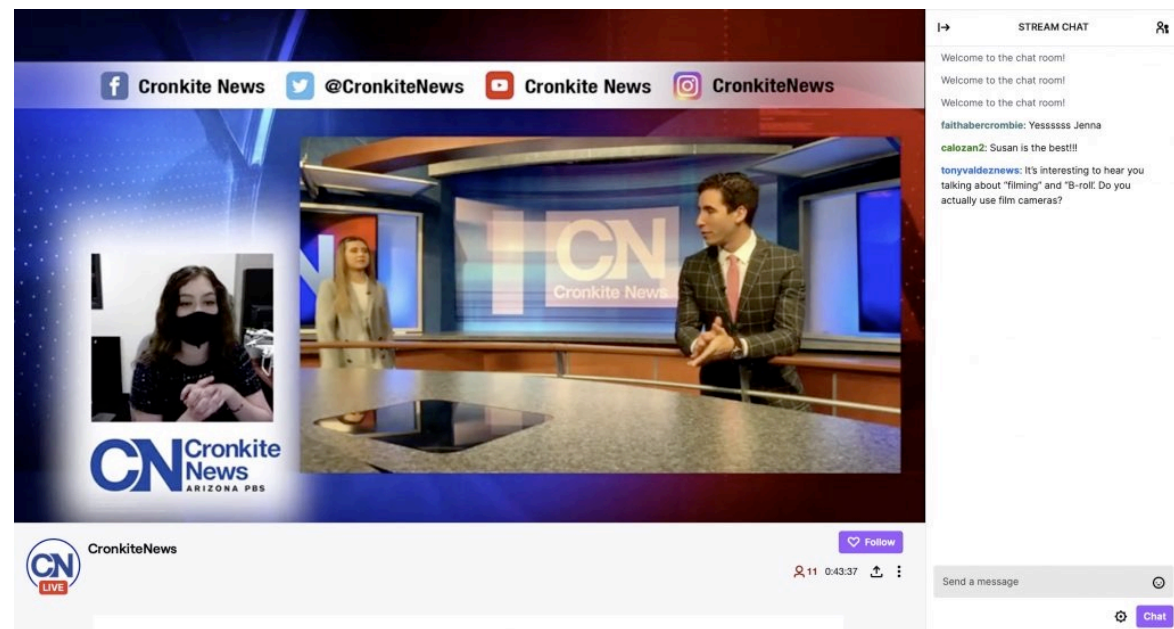 Cronkite News
@CronkiteNews
Cronkite News
CronkiteNews
CN
Cronkite News
CN Cronkite
News
ARIZONA PBS
CN
LIVE
CronkiteNews
Follow
11 0:43:37
STREAM CHAT
Welcome to the chat room!
Welcome to the chat room!
Welcome to the chat room!
faithabercrombie: Yessssss Jenna
calozan2: Susan is the best!!!
tonyvaldeznews: It's interesting to hear you
talking about "filming" and "B-roll'. Do you
actually use film cameras?
Send a message
Chat